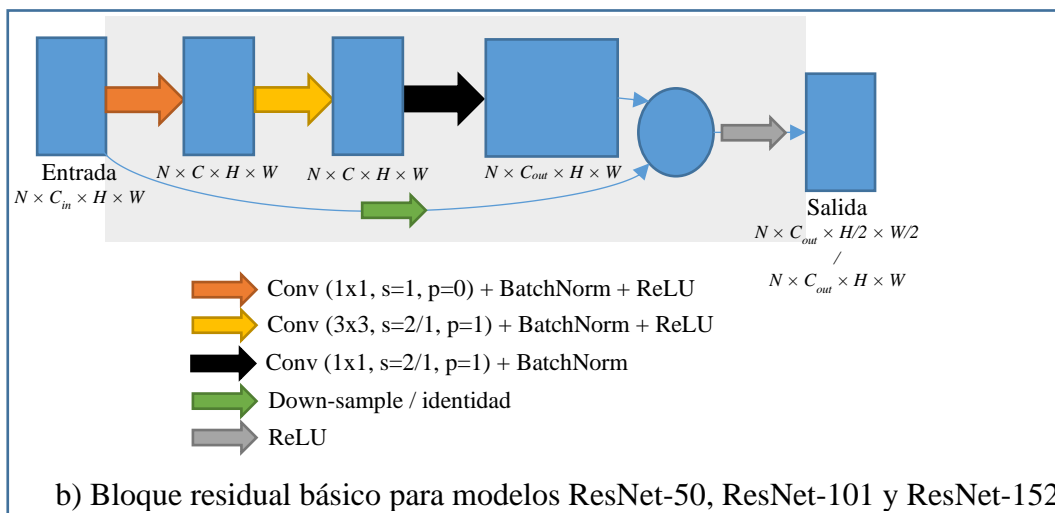 Entrada
N × C_in × H × W
N × C × H × W
N × C × H × W
N × C_out × H × W
Salida
N × C_out × H/2 × W/2
/
N × C_out × H × W
Conv (1x1, s=1, p=0) + BatchNorm + ReLU
Conv (3x3, s=2/1, p=1) + BatchNorm + ReLU
Conv (1x1, s=2/1, p=1) + BatchNorm
Down-sample / identidad
ReLU
b) Bloque residual básico para modelos ResNet-50, ResNet-101 y ResNet-152